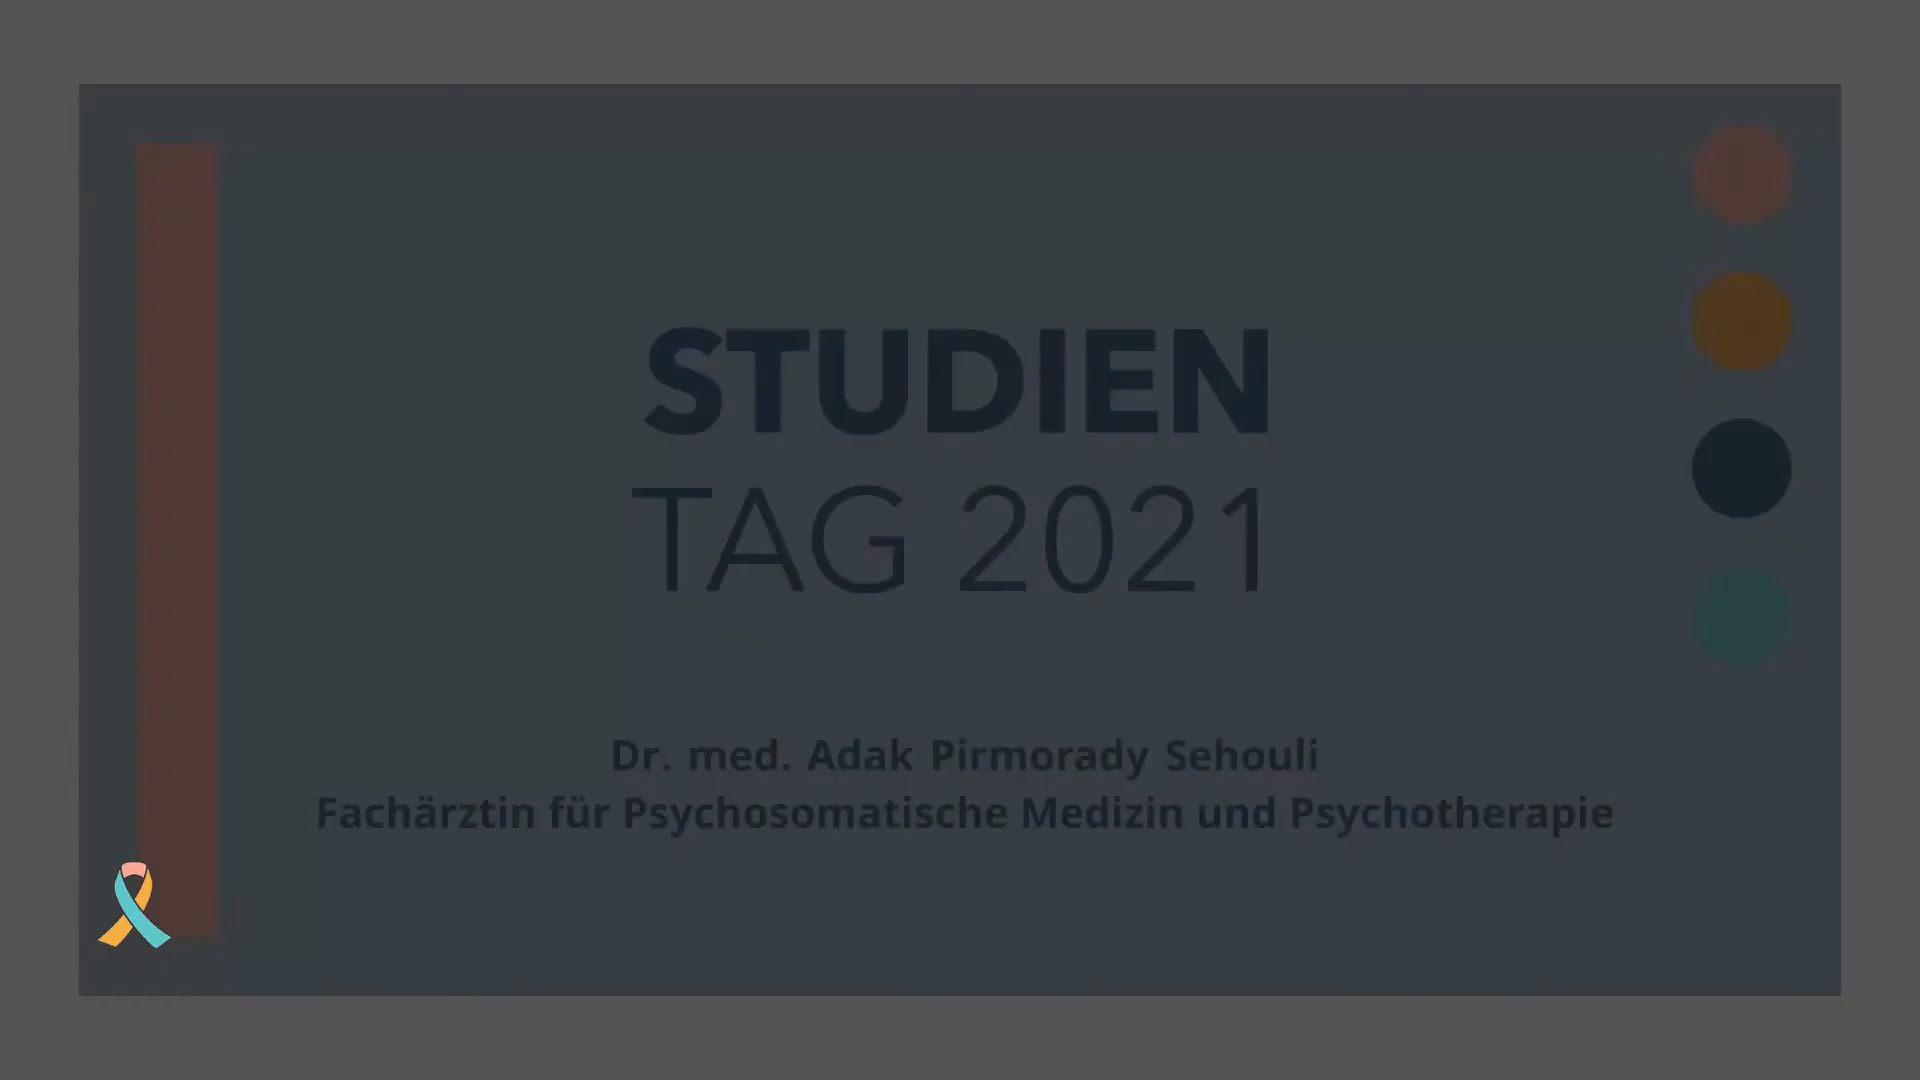 STUDIEN
TAG 2021
Dr. med. Adak Pirmorady Sehouli
Fachärztin für Psychosomatische Medizin und Psychotherapie